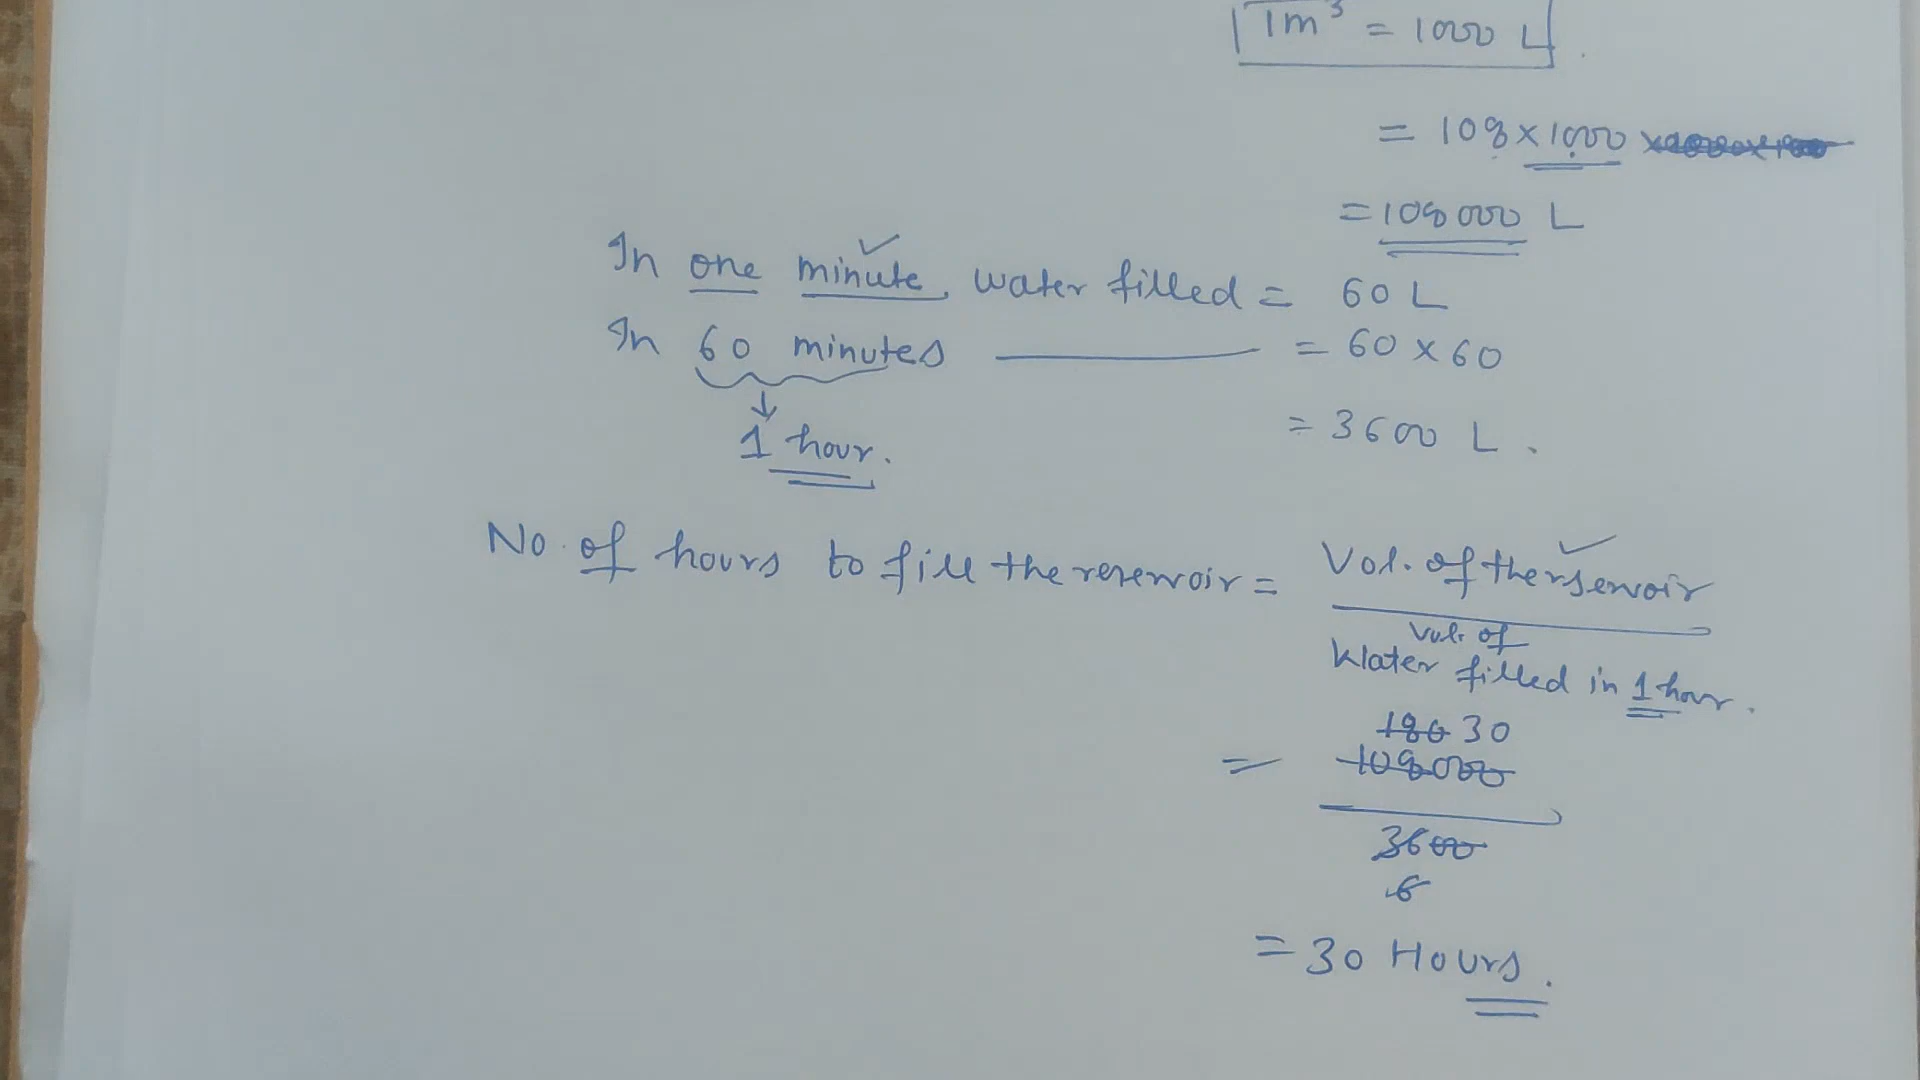 1m³ = 1000 L
= 108 × 1000
= 108000 L
In one minute, water filled = 60 L
In 60 minutes = 60 × 60
1 hour.
= 3600 L.
No. of hours to fill the reservoir = Vol. of the reservoir
Vol. of
Water filled in 1 hour.
180 30
= 108000
3600
6
= 30 Hours.